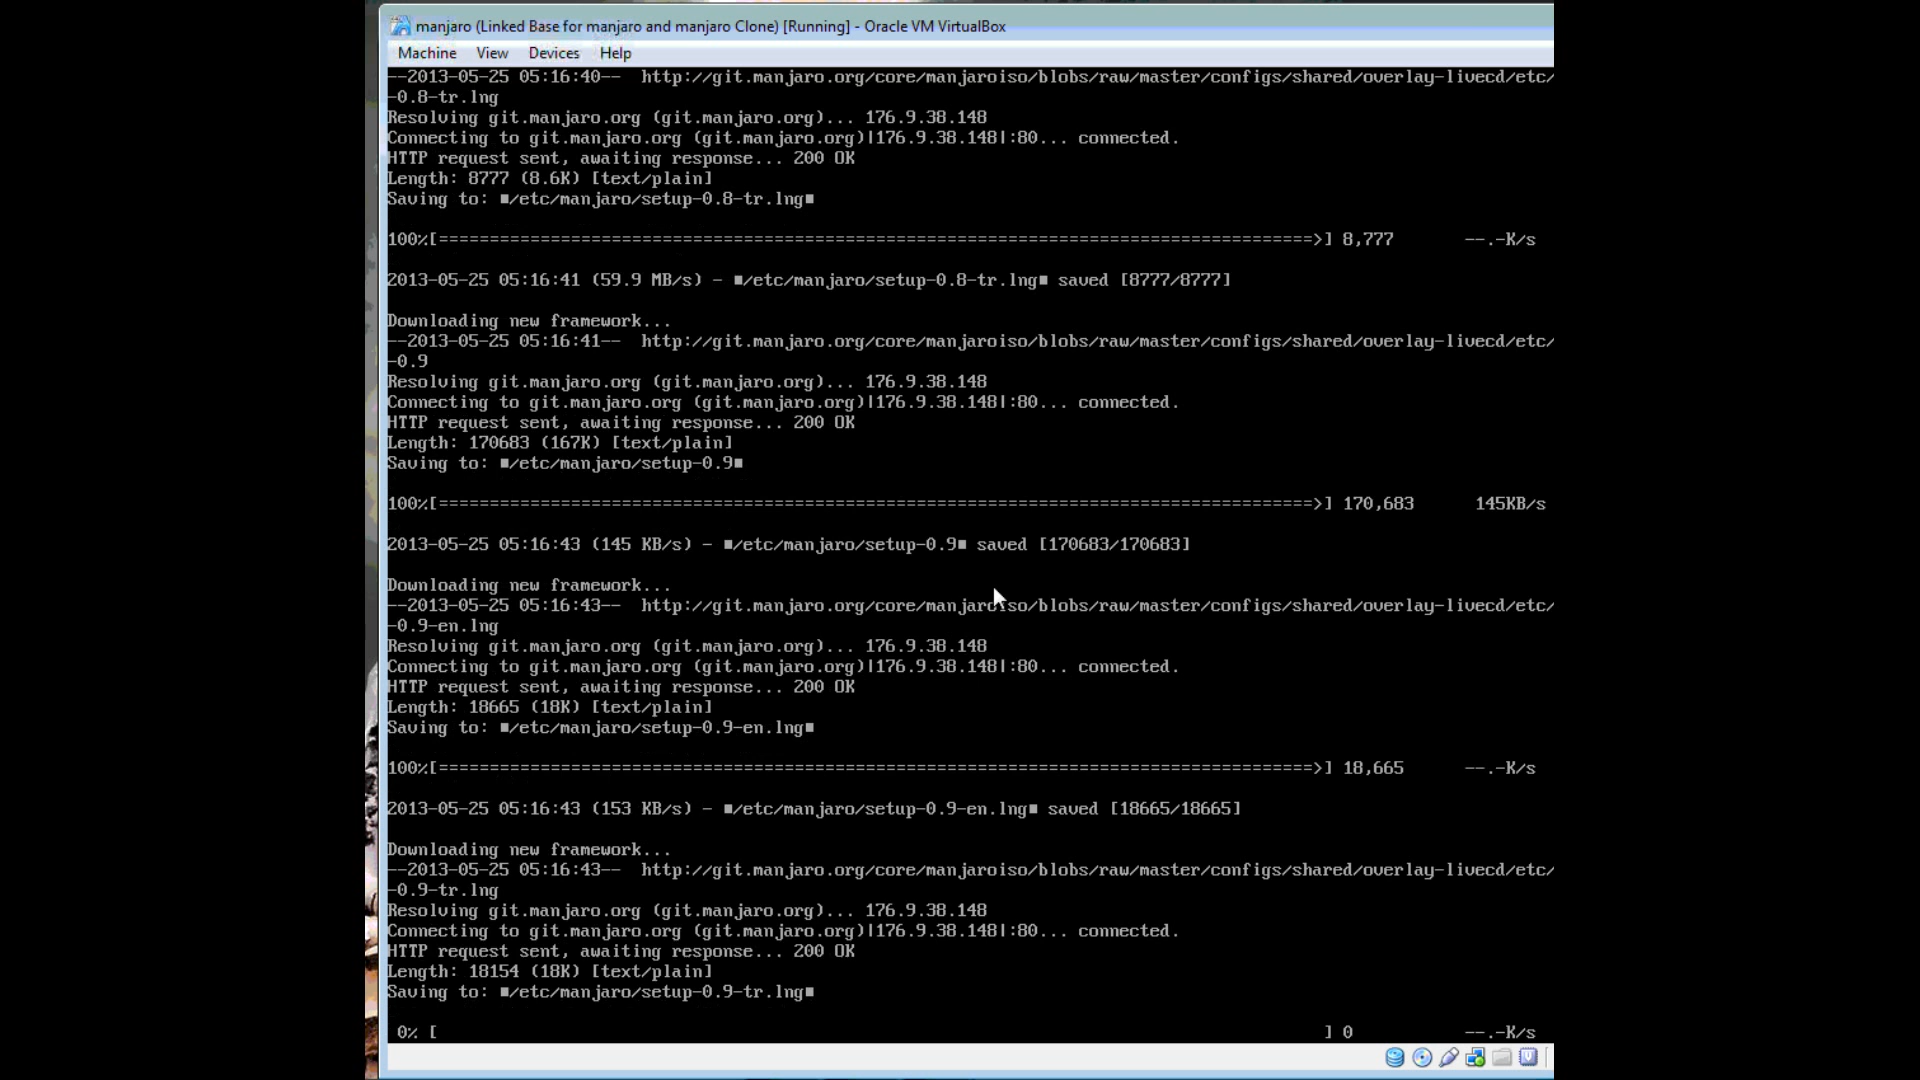 manjaro (Linked Base for manjaro and manjaro Clone) [Running] - Oracle VM VirtualBox
Machine View Devices Help
--2013-05-25 05:16:40--  http://git.manjaro.org/core/manjaroiso/blobs/raw/master/configs/shared/overlay-livecd/etc/
-0.8-tr.lng
Resolving git.manjaro.org (git.manjaro.org)... 176.9.38.148
Connecting to git.manjaro.org (git.manjaro.org)|176.9.38.148|:80... connected.
HTTP request sent, awaiting response... 200 OK
Length: 8777 (8.6K) [text/plain]
Saving to: ■/etc/manjaro/setup-0.8-tr.lng■
100%[======================================================================================>] 8,777       --.-K/s
2013-05-25 05:16:41 (59.9 MB/s) - ■/etc/manjaro/setup-0.8-tr.lng■ saved [8777/8777]
Downloading new framework...
--2013-05-25 05:16:41--  http://git.manjaro.org/core/manjaroiso/blobs/raw/master/configs/shared/overlay-livecd/etc/
-0.9
Resolving git.manjaro.org (git.manjaro.org)... 176.9.38.148
Connecting to git.manjaro.org (git.manjaro.org)|176.9.38.148|:80... connected.
HTTP request sent, awaiting response... 200 OK
Length: 170683 (167K) [text/plain]
Saving to: ■/etc/manjaro/setup-0.9■
100%[======================================================================================>] 170,683      145KB/s
2013-05-25 05:16:43 (145 KB/s) - ■/etc/manjaro/setup-0.9■ saved [170683/170683]
Downloading new framework...
--2013-05-25 05:16:43--  http://git.manjaro.org/core/manjaroiso/blobs/raw/master/configs/shared/overlay-livecd/etc/
-0.9-en.lng
Resolving git.manjaro.org (git.manjaro.org)... 176.9.38.148
Connecting to git.manjaro.org (git.manjaro.org)|176.9.38.148|:80... connected.
HTTP request sent, awaiting response... 200 OK
Length: 18665 (18K) [text/plain]
Saving to: ■/etc/manjaro/setup-0.9-en.lng■
100%[======================================================================================>] 18,665      --.-K/s
2013-05-25 05:16:43 (153 KB/s) - ■/etc/manjaro/setup-0.9-en.lng■ saved [18665/18665]
Downloading new framework...
--2013-05-25 05:16:43--  http://git.manjaro.org/core/manjaroiso/blobs/raw/master/configs/shared/overlay-livecd/etc/
-0.9-tr.lng
Resolving git.manjaro.org (git.manjaro.org)... 176.9.38.148
Connecting to git.manjaro.org (git.manjaro.org)|176.9.38.148|:80... connected.
HTTP request sent, awaiting response... 200 OK
Length: 18154 (18K) [text/plain]
Saving to: ■/etc/manjaro/setup-0.9-tr.lng■
0% [                                                                                       ] 0           --.-K/s